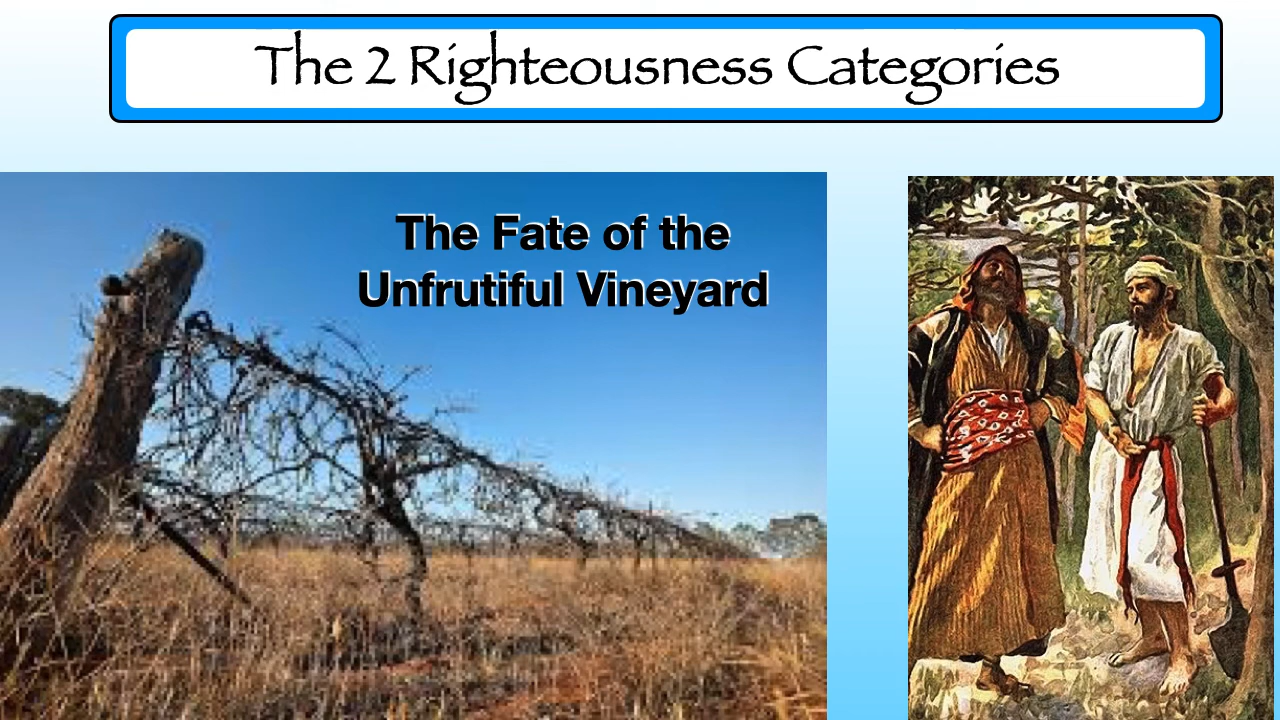 The 2 Righteousness Categories
The Fate of the
Unfrutiful Vineyard